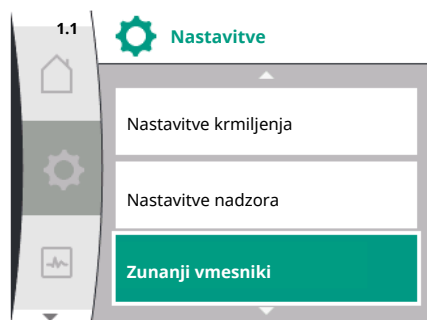 1.1
Nastavitve
Nastavitve krmiljenja
Nastavitve nadzora
Zunanji vmesniki